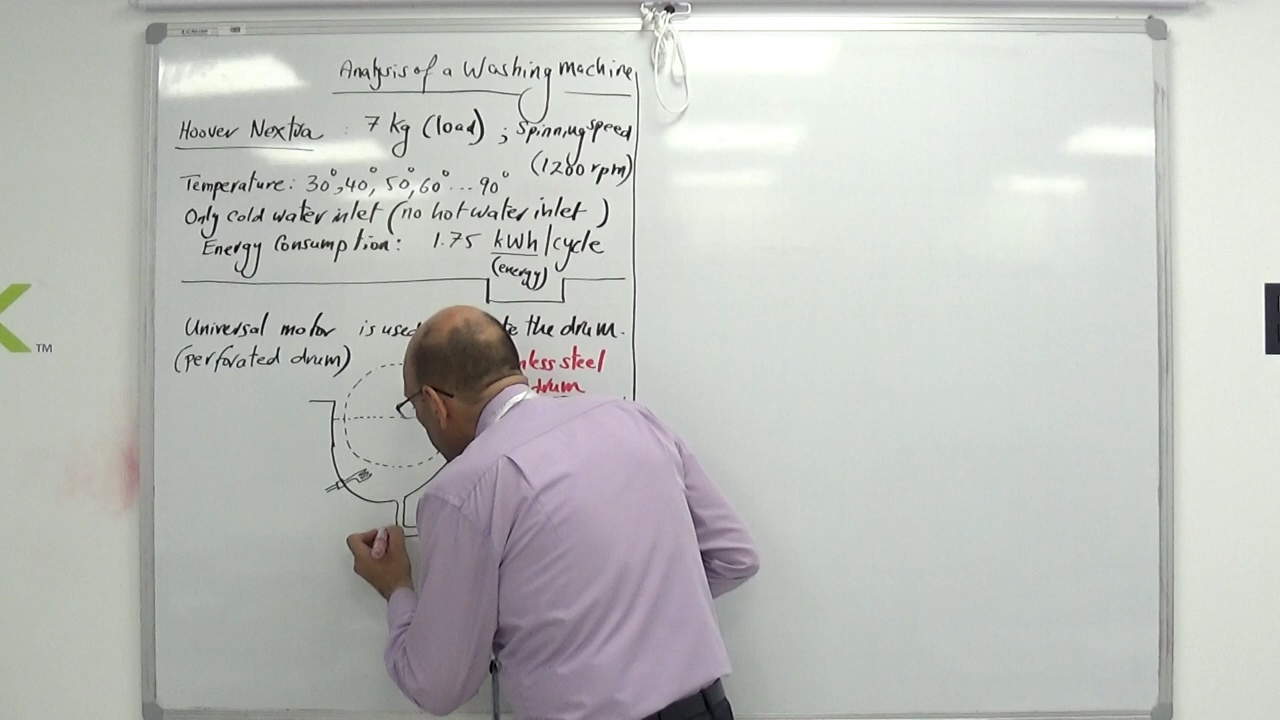 Analysis of a Washing machine
Hoover Nextra : 7 kg (load) ; Spinning speed
(1200 rpm)
Temperature: 30°, 40°, 50°, 60° ... 90°
Only cold water inlet (no hot water inlet)
Energy Consumption: 1.75 kWh/cycle
(energy)
Universal motor is used the drum.
(perforated drum) steel
drum
TM